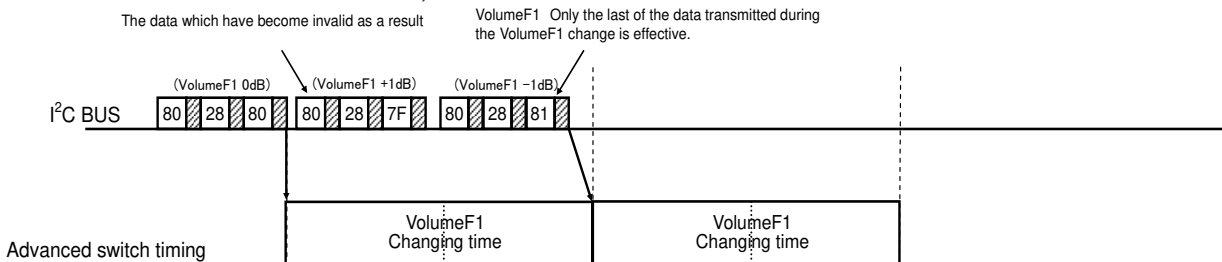 The data which have become invalid as a result
VolumeF1 Only the last of the data transmitted during
the VolumeF1 change is effective.
(VolumeF1 0dB)
(VolumeF1 +1dB)
(VolumeF1 −1dB)
I²C BUS
80 28 80
80 28 7F
80 28 81
VolumeF1
Changing time
VolumeF1
Changing time
Advanced switch timing